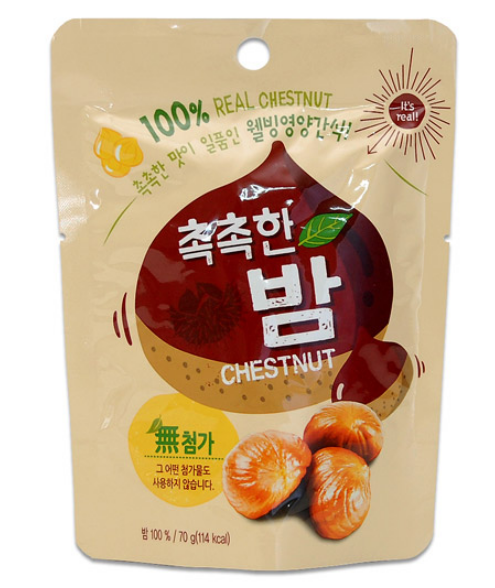 100% REAL CHESTNUT
촉촉한 맛이 일품인 웰빙영양간식!
It's
real!
촉촉한
밤
CHESTNUT
無첨가
그 어떤 첨가물도
사용하지 않습니다.
밤 100 % / 70 g(114 kcal)